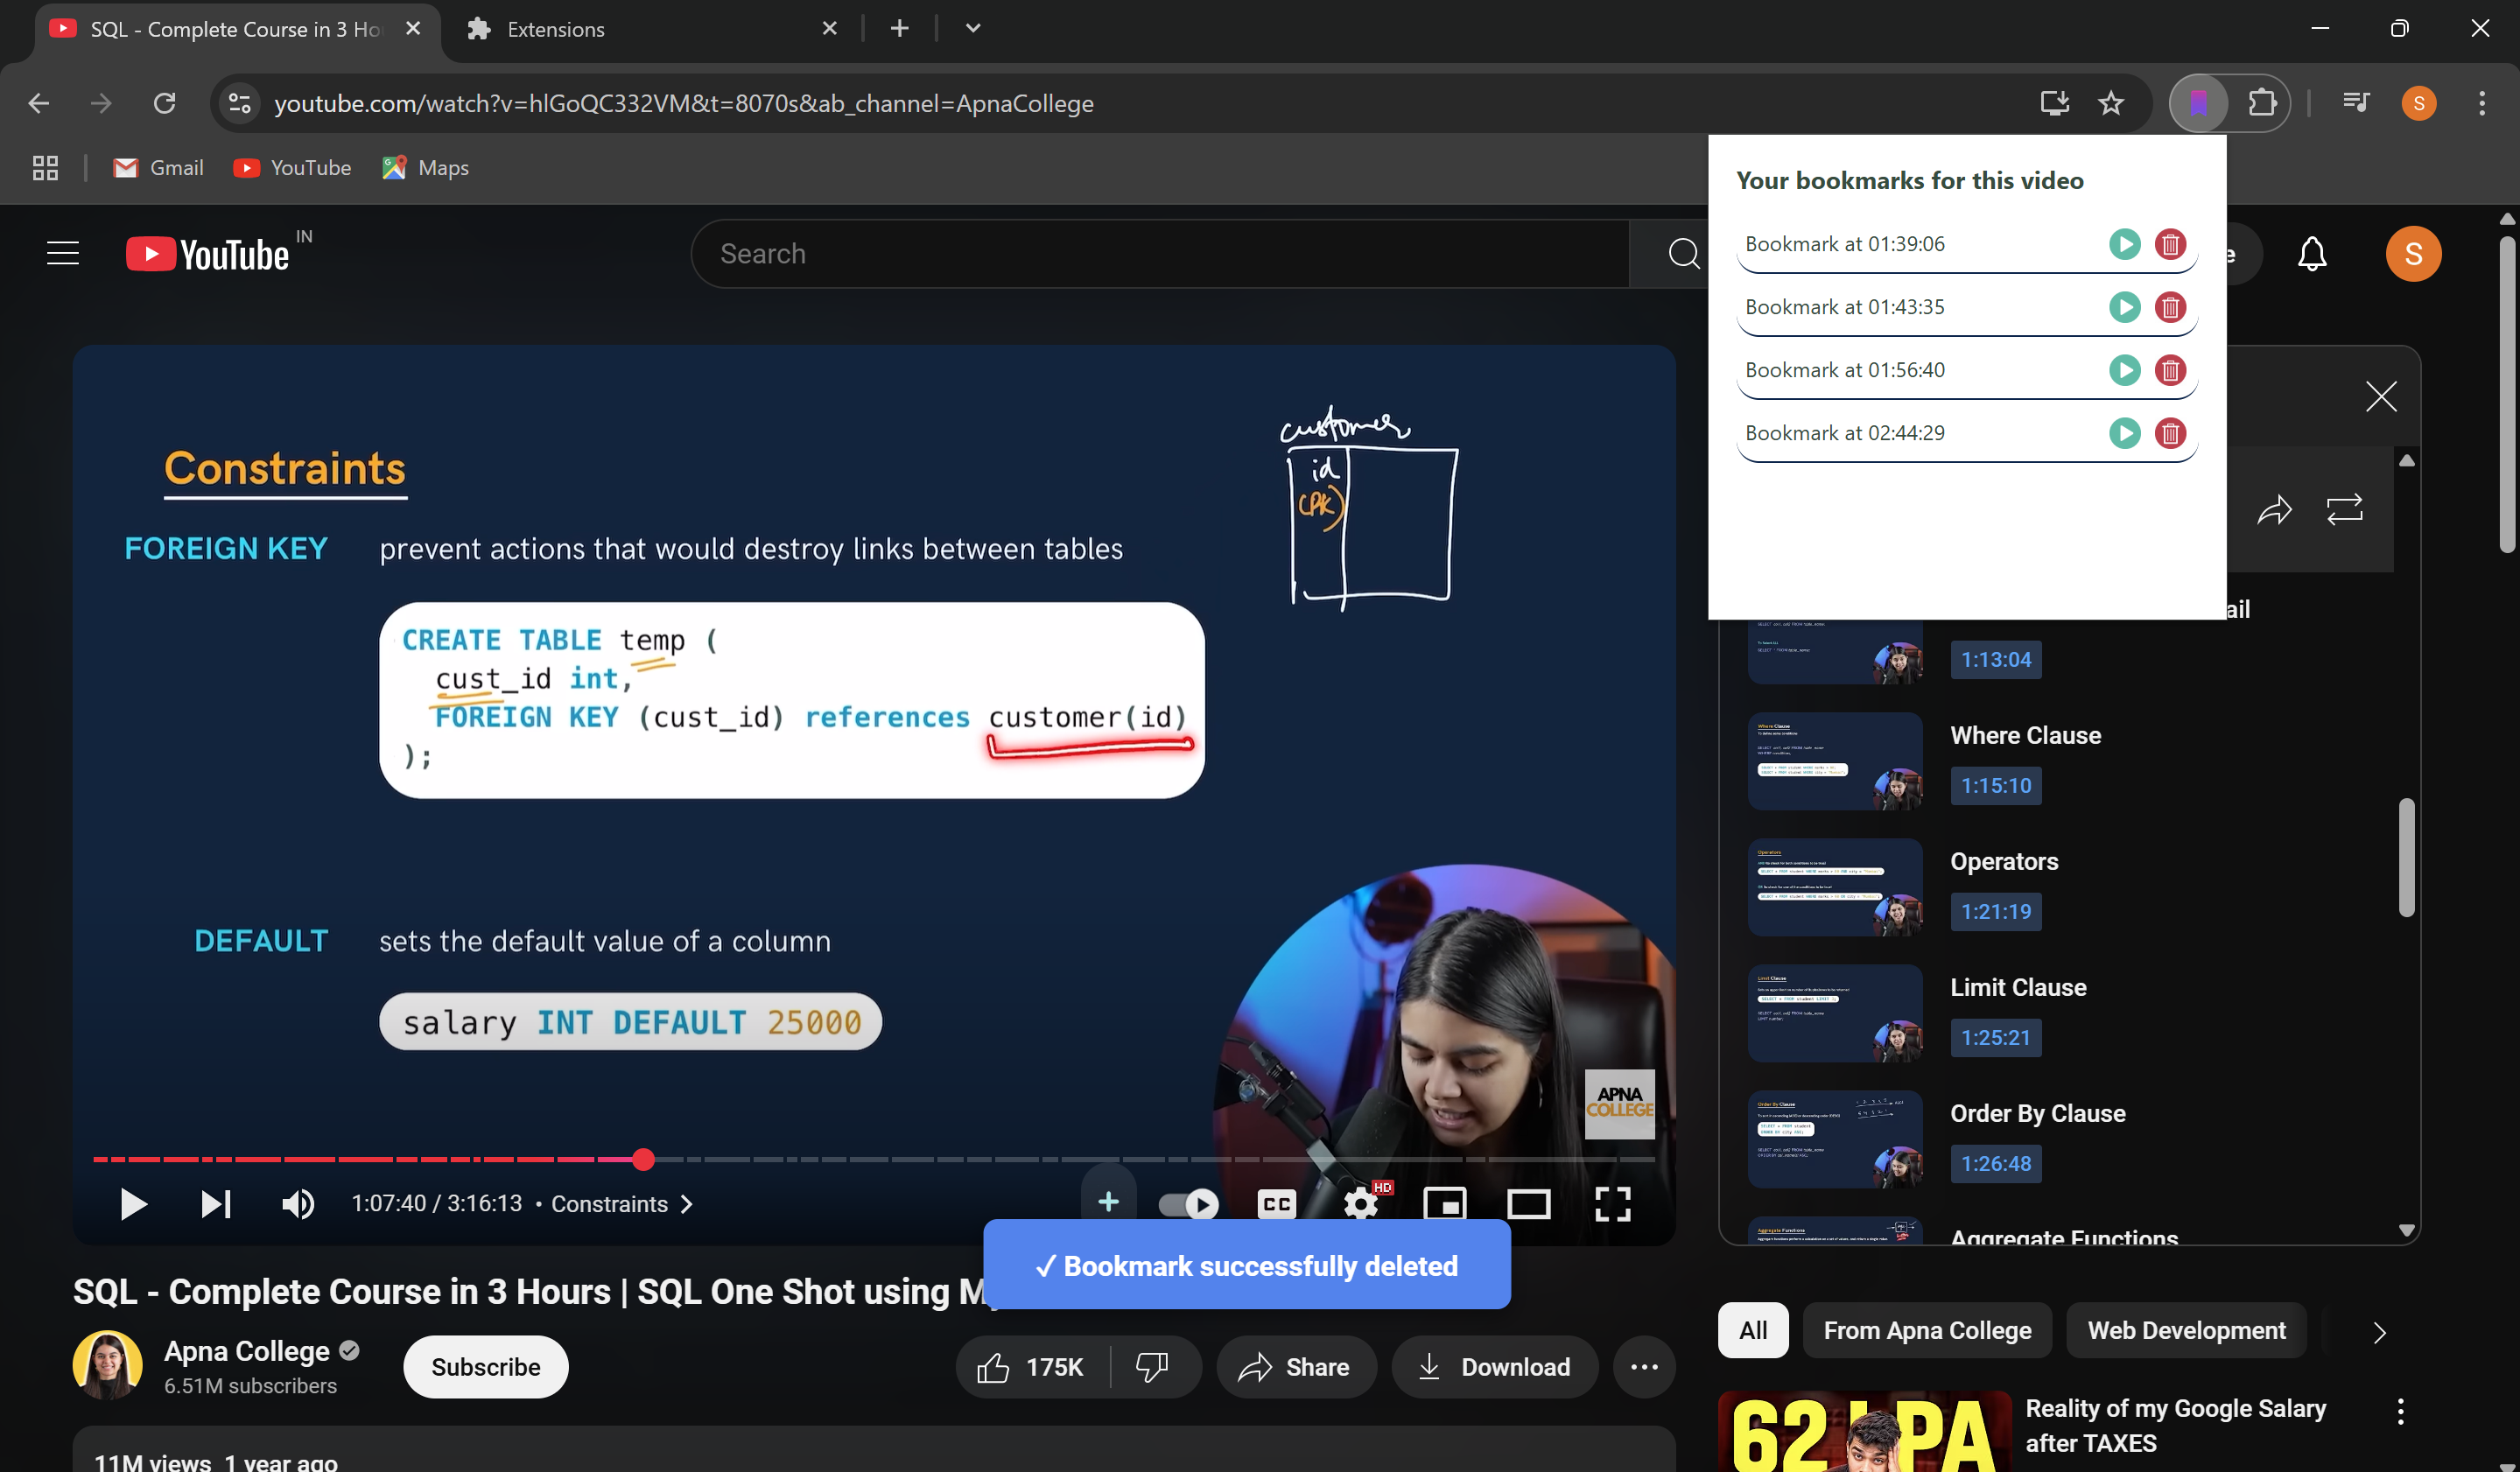 SQL - Complete Course in 3 Ho
Extensions
youtube.com/watch?v=hlGoQC332VM&t=8070s&ab_channel=ApnaCollege
S
Gmail
YouTube
Maps
YouTube IN
Search
e
S
Your bookmarks for this video
Bookmark at 01:39:06
Bookmark at 01:43:35
Bookmark at 01:56:40
Bookmark at 02:44:29
Constraints
FOREIGN KEY prevent actions that would destroy links between tables
customer
id
(PK)
CREATE TABLE temp (
cust_id int,
FOREIGN KEY (cust_id) references customer(id)
);
DEFAULT sets the default value of a column
salary INT DEFAULT 25000
APNA
COLLEGE
1:07:40 / 3:16:13 • Constraints
CC
HD
✓ Bookmark successfully deleted
SQL - Complete Course in 3 Hours | SQL One Shot using M
Apna College
6.51M subscribers
Subscribe
175K
Share
Download
11M views 1 year ago
ail
1:13:04
Where Clause
1:15:10
Operators
1:21:19
Limit Clause
1:25:21
Order By Clause
1:26:48
Aggregate Functions
All
From Apna College
Web Development
62 LPA
Reality of my Google Salary
after TAXES